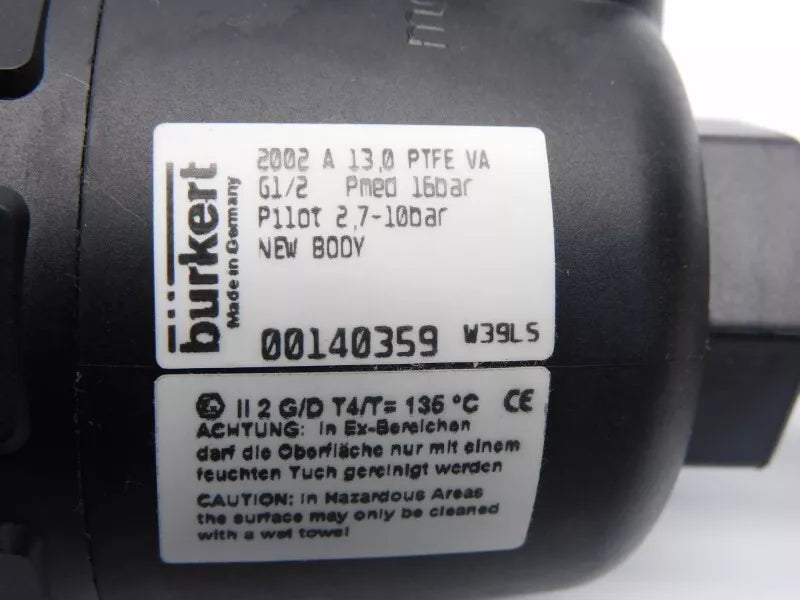 bürkert
Made in Germany
2002 A 13,0 PTFE VA
G1/2 Pmed 16bar
Pilot 2,7-10bar
NEW BODY
00140359 W39LS
Ex II 2 G/D T4/T= 135 °C CE
ACHTUNG: in Ex-Bereichen
darf die Oberfläche nur mit einem
feuchten Tuch gereinigt werden
CAUTION: in Hazardous Areas
the surface may only be cleaned
with a wet towel